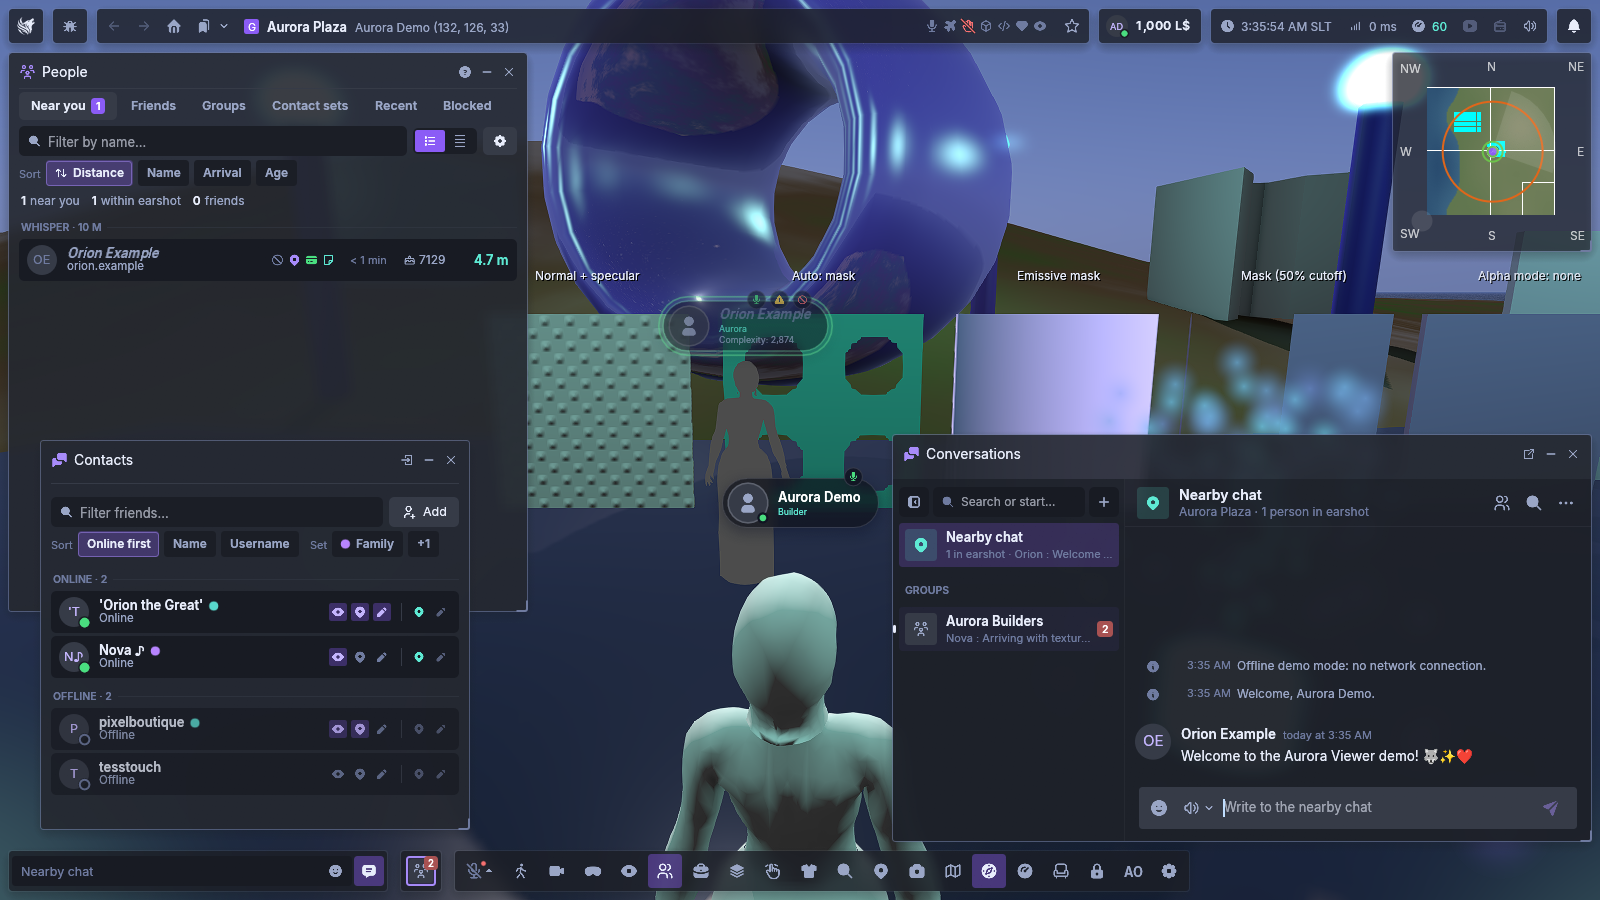 G Aurora Plaza Aurora Demo (132, 126, 33)
AD 1,000 L$
3:35:54 AM SLT 0 ms 60
People
Near you 1 Friends Groups Contact sets Recent Blocked
Filter by name...
Sort Distance Name Arrival Age
1 near you 1 within earshot 0 friends
WHISPER · 10 M
OE Orion Example
orion.example
< 1 min 7129 4.7 m
NW N NE
W E
SW S SE
Normal + specular Auto: mask Emissive mask Mask (50% cutoff) Alpha mode: none
Orion Example
Aurora
Complexity: 2,874
Aurora Demo
Builder
Contacts
Filter friends... Add
Sort Online first Name Username Set Family +1
ONLINE · 2
'T 'Orion the Great'
Online
N♪ Nova ♪
Online
OFFLINE · 2
P pixelboutique
Offline
T tesstouch
Offline
Conversations
Search or start...
Nearby chat
1 in earshot · Orion : Welcome ...
GROUPS
Aurora Builders
Nova : Arriving with textur... 2
Nearby chat
Aurora Plaza · 1 person in earshot
3:35 AM Offline demo mode: no network connection.
3:35 AM Welcome, Aurora Demo.
OE Orion Example today at 3:35 AM
Welcome to the Aurora Viewer demo! 🐺✨❤️
Write to the nearby chat
Nearby chat
2
AO